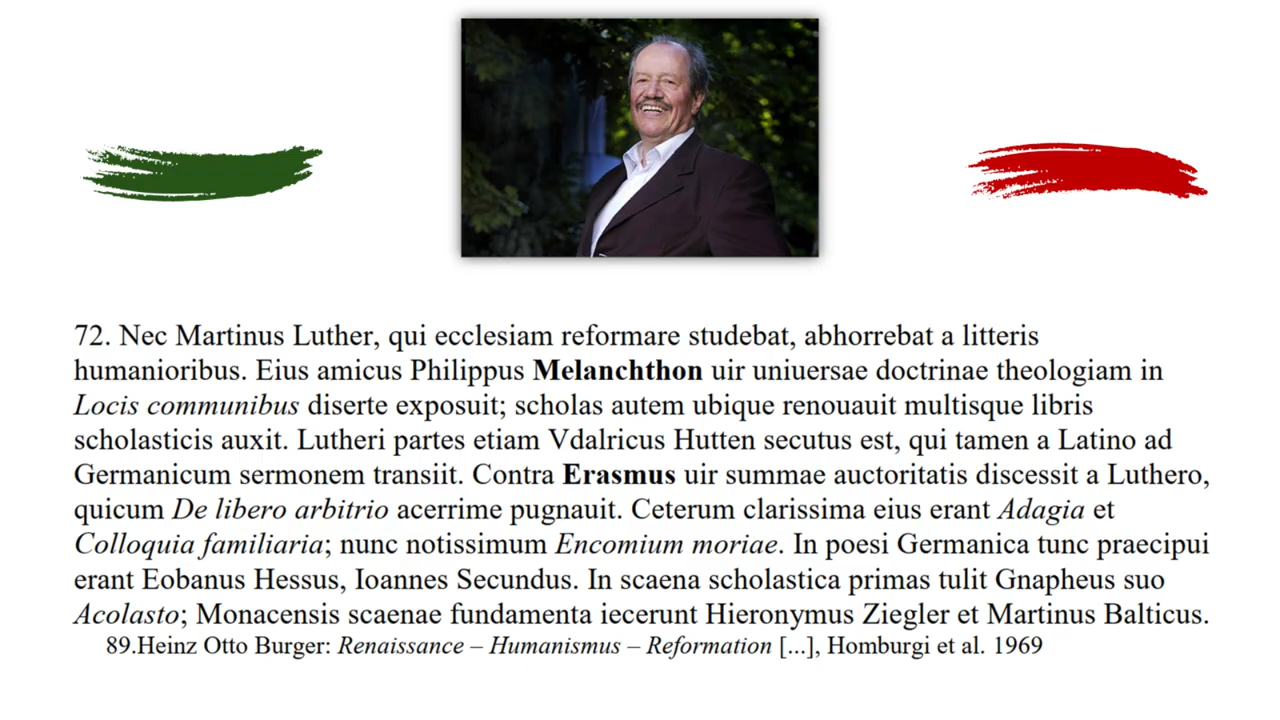 72. Nec Martinus Luther, qui ecclesiam reformare studebat, abhorrebat a litteris
humanioribus. Eius amicus Philippus Melanchthon uir uniuersae doctrinae theologiam in
Locis communibus diserte exposuit; scholas autem ubique renouauit multisque libris
scholasticis auxit. Lutheri partes etiam Vdalricus Hutten secutus est, qui tamen a Latino ad
Germanicum sermonem transiit. Contra Erasmus uir summae auctoritatis discessit a Luthero,
quicum De libero arbitrio acerrime pugnauit. Ceterum clarissima eius erant Adagia et
Colloquia familiaria; nunc notissimum Encomium moriae. In poesi Germanica tunc praecipui
erant Eobanus Hessus, Ioannes Secundus. In scaena scholastica primas tulit Gnapheus suo
Acolasto; Monacensis scaenae fundamenta iecerunt Hieronymus Ziegler et Martinus Balticus.
89.Heinz Otto Burger: Renaissance – Humanismus – Reformation [...], Homburgi et al. 1969